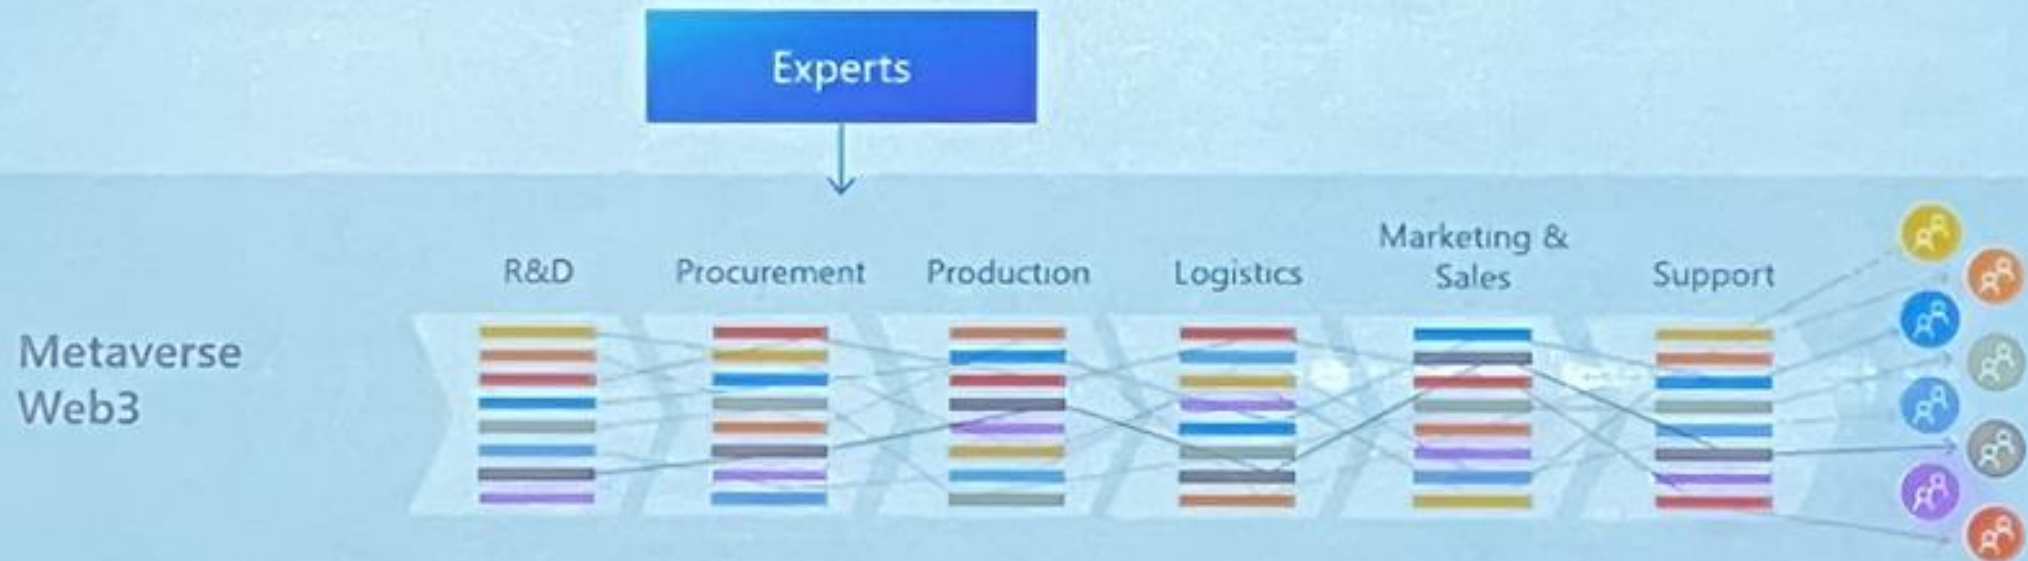 Experts
R&D
Procurement
Production
Logistics
Marketing &
Sales
Support
Metaverse
Web3